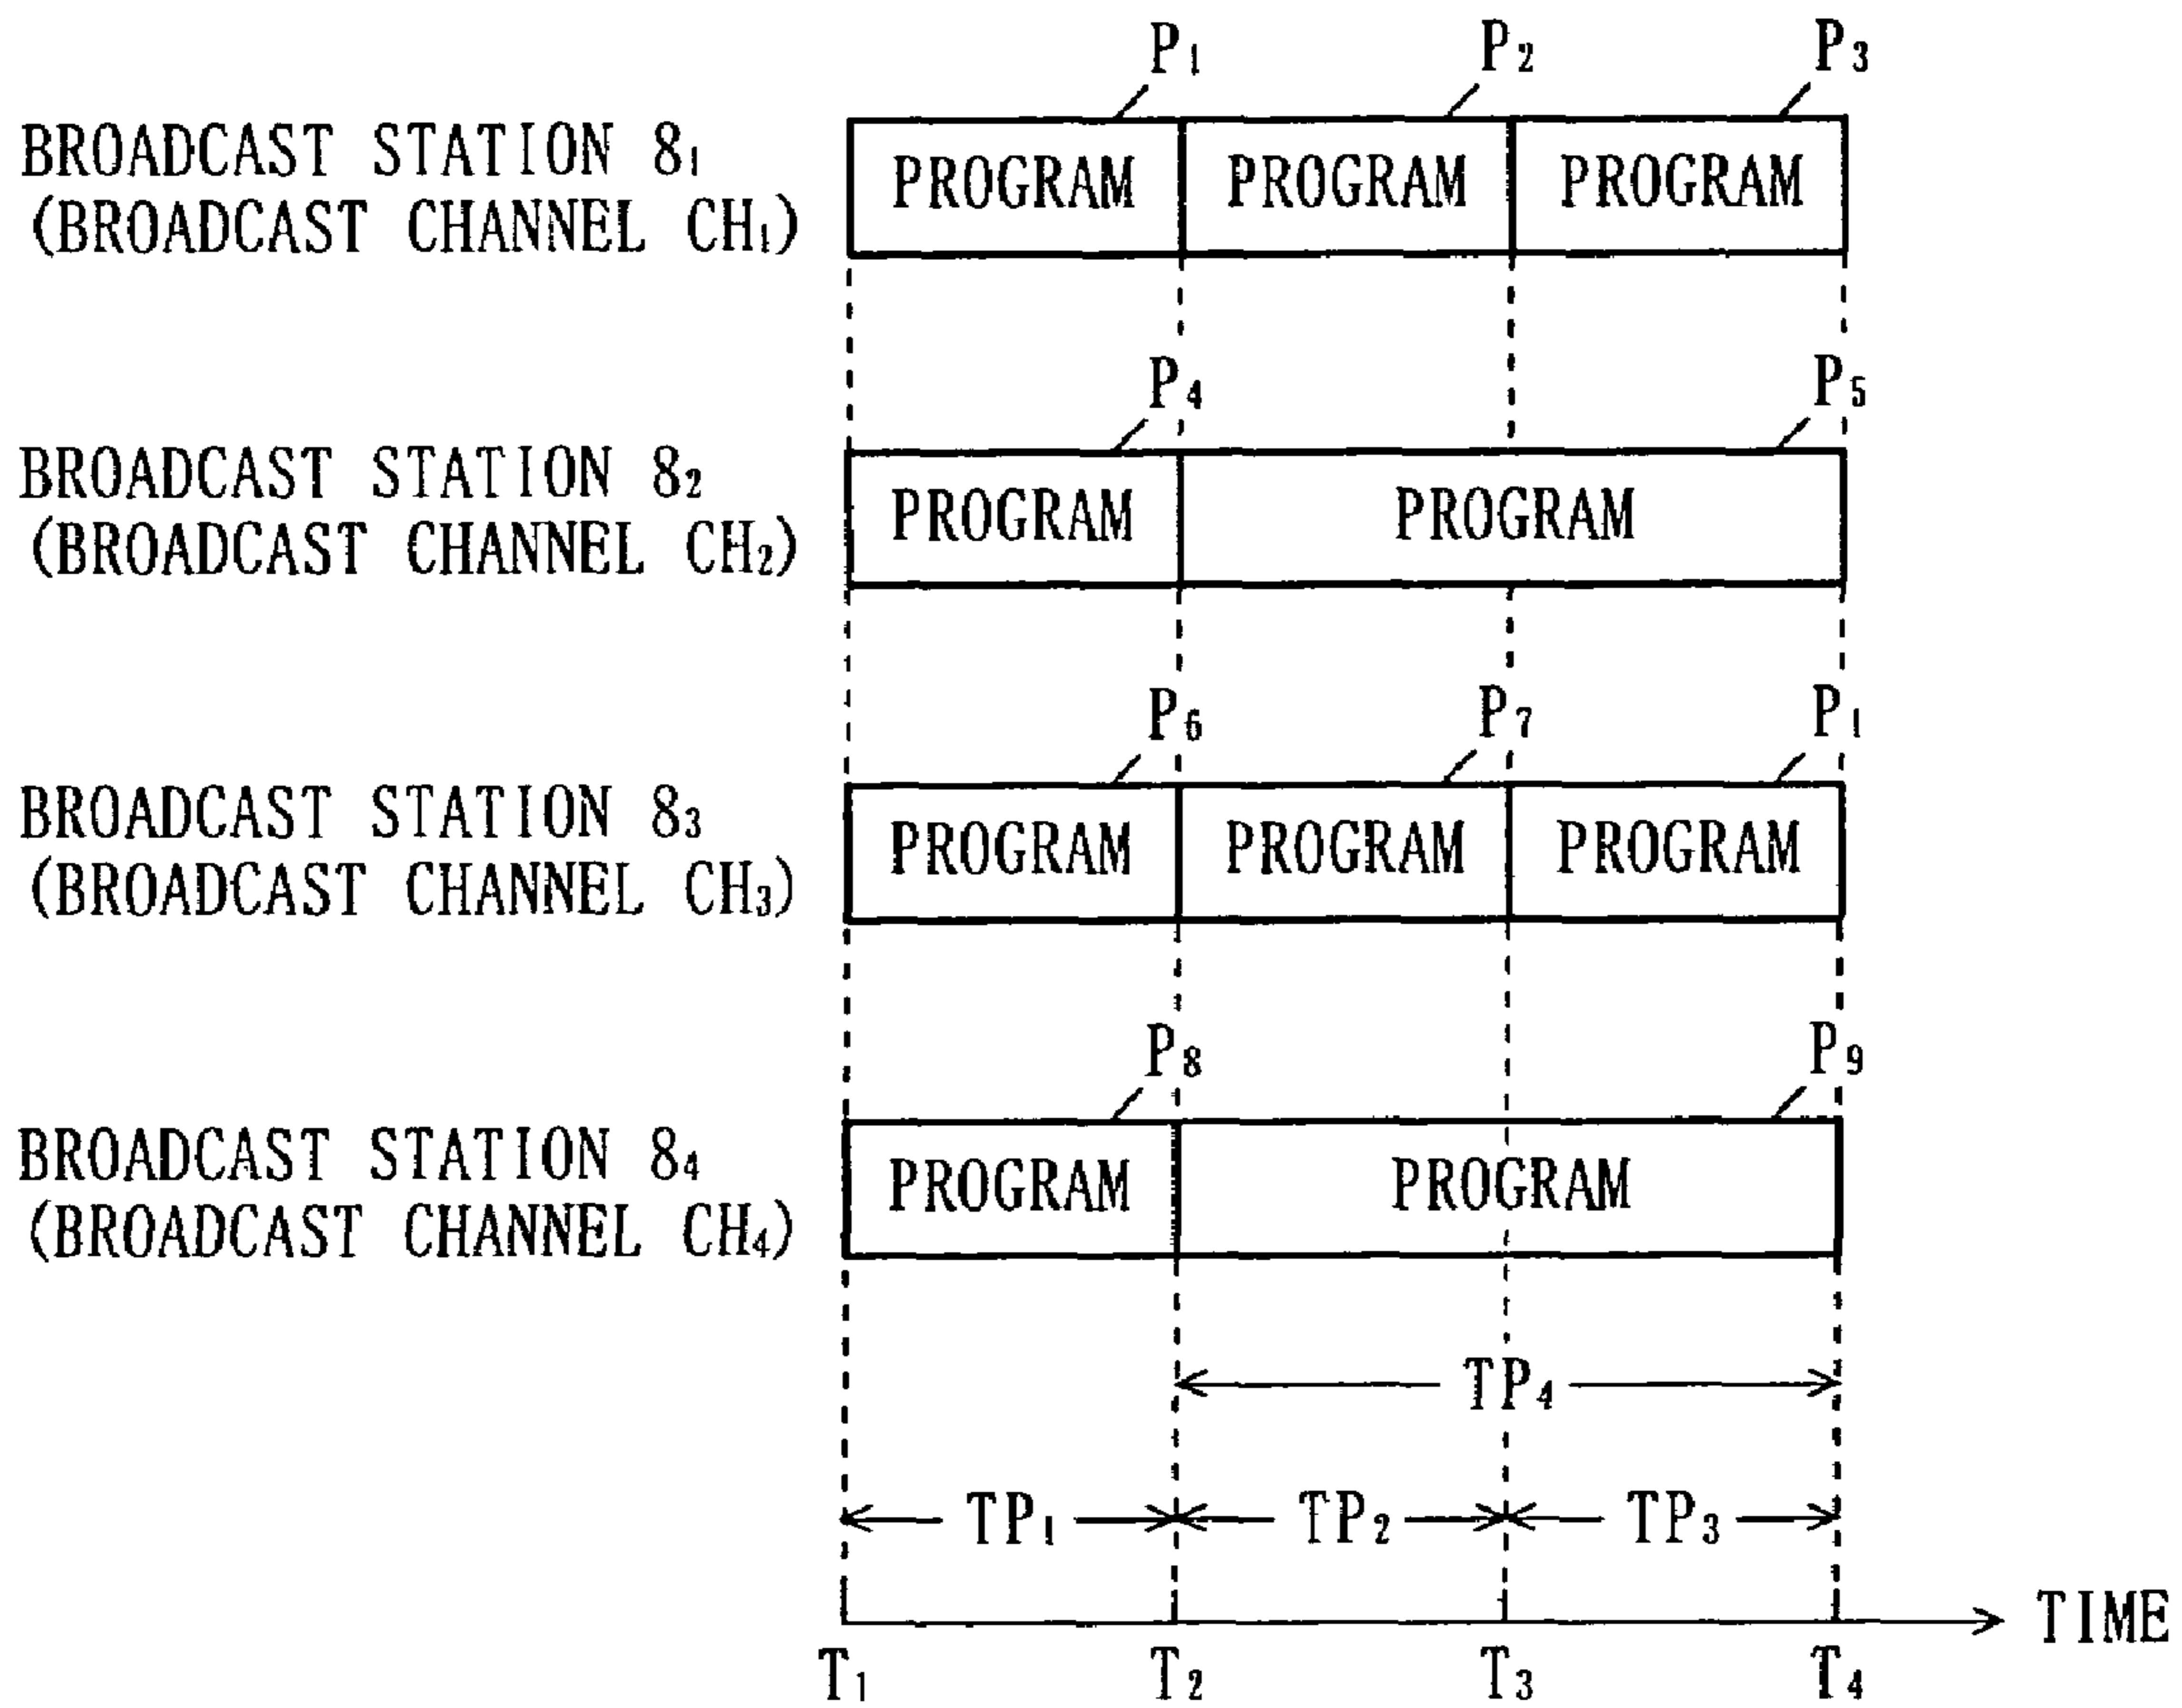 P₁ P₂ P₃
BROADCAST STATION 8₁
(BROADCAST CHANNEL CH₁)
PROGRAM PROGRAM PROGRAM
P₄ P₅
BROADCAST STATION 8₂
(BROADCAST CHANNEL CH₂)
PROGRAM PROGRAM
P₆ P₇ P₁
BROADCAST STATION 8₃
(BROADCAST CHANNEL CH₃)
PROGRAM PROGRAM PROGRAM
P₈ P₉
BROADCAST STATION 8₄
(BROADCAST CHANNEL CH₄)
PROGRAM PROGRAM
TP₄
TP₁ TP₂ TP₃
TIME
T₁ T₂ T₃ T₄